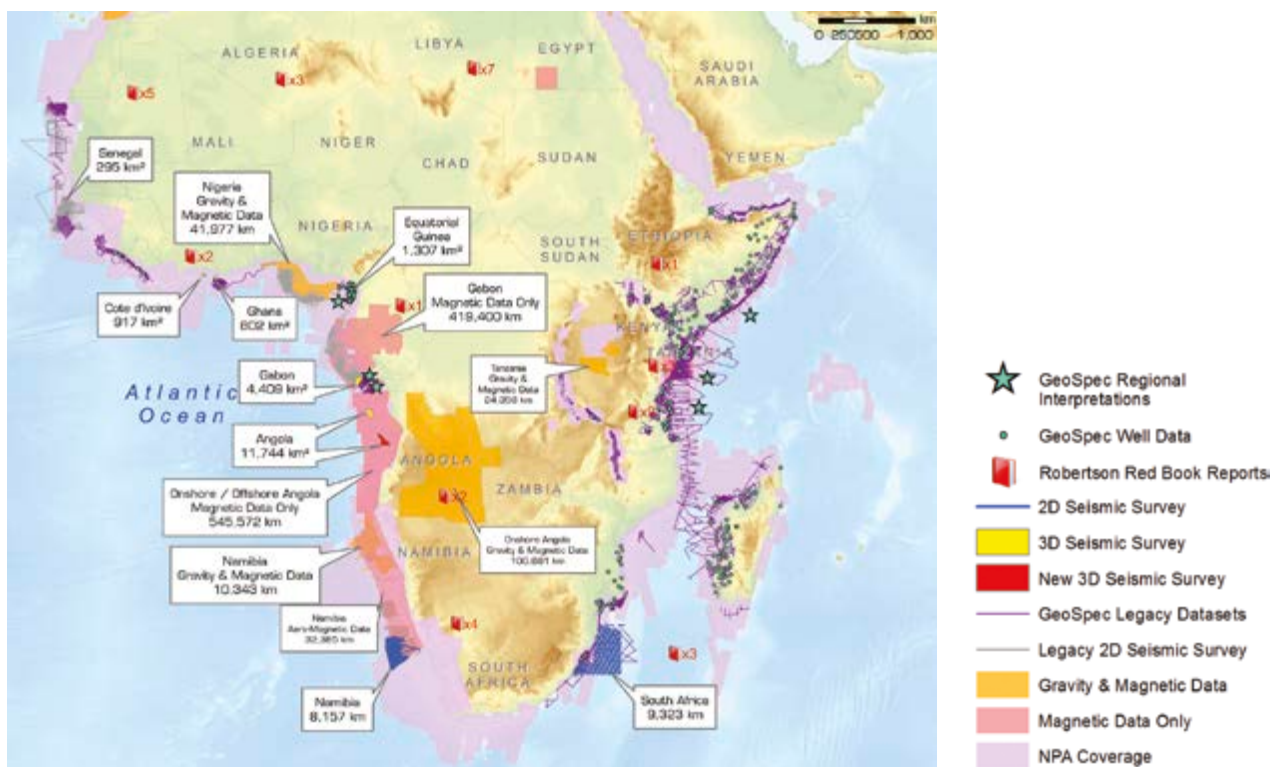 km
0 250500 1,000
ALGERIA
LIBYA
EGYPT
SAUDI
ARABIA
x5
x3
x7
MALI
NIGER
CHAD
SUDAN
YEMEN
Senegal
295 km²
Nigeria
Gravity &
Magnetic Data
41,977 km
NIGERIA
Equatorial
Guinea
1,307 km²
SOUTH
SUDAN
ETHIOPIA
x2
x1
Cote d'Ivoire
917 km²
Ghana
602 km²
x1
Gabon
Magnetic Data Only
419,400 km
KENYA
TANZANIA
Gabon
4,409 km²
Tanzania
Gravity &
Magnetic Data
Atlantic
Ocean
Angola
11,744 km²
ANGOLA
x2
ZAMBIA
Onshore / Offshore Angola
Magnetic Data Only
545,572 km
Onshore Angola
Gravity & Magnetic Data
NAMIBIA
Namibia
Gravity & Magnetic Data
10,343 km
Namibia
Aero-Magnetic Data
x4
x3
SOUTH
AFRICA
Namibia
8,157 km
South Africa
9,323 km
GeoSpec Regional
Interpretations
GeoSpec Well Data
Robertson Red Book Reports
2D Seismic Survey
3D Seismic Survey
New 3D Seismic Survey
GeoSpec Legacy Datasets
Legacy 2D Seismic Survey
Gravity & Magnetic Data
Magnetic Data Only
NPA Coverage